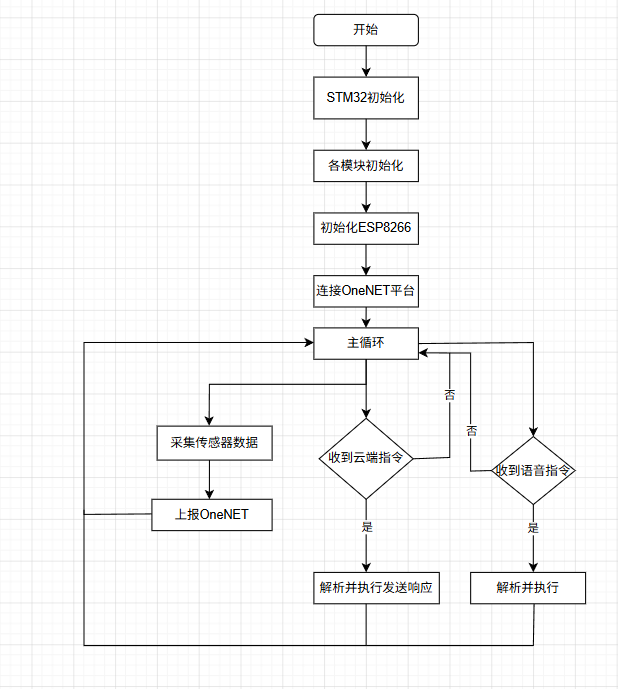 开始
STM32初始化
各模块初始化
初始化ESP8266
连接OneNET平台
主循环
否
否
采集传感器数据
收到云端指令
收到语音指令
上报OneNET
是
是
解析并执行发送响应
解析并执行